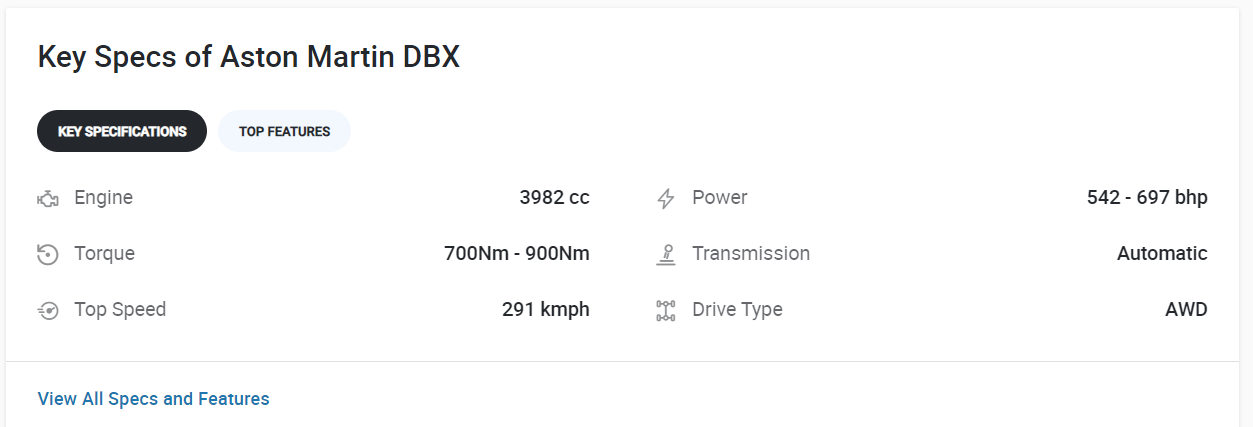 Key Specs of Aston Martin DBX
KEY SPECIFICATIONS TOP FEATURES
Engine 3982 cc Power 542 - 697 bhp
Torque 700Nm - 900Nm Transmission Automatic
Top Speed 291 kmph Drive Type AWD
View All Specs and Features